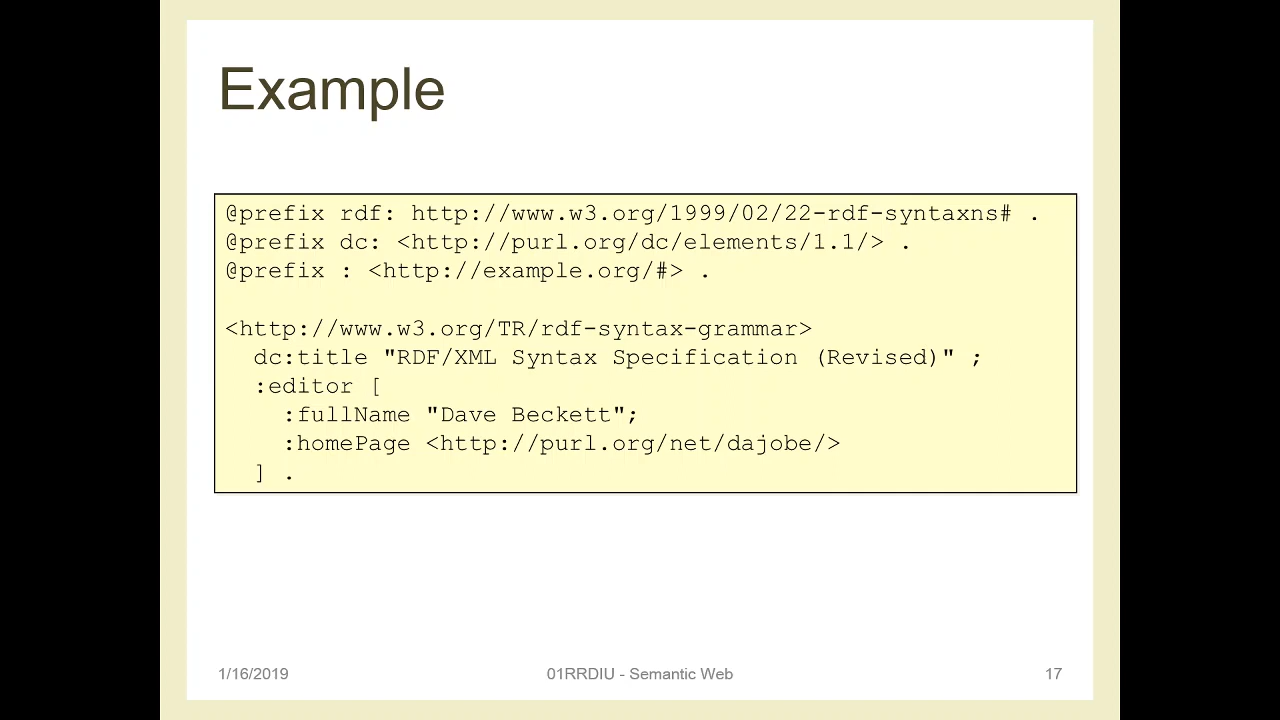 Example
@prefix rdf: http://www.w3.org/1999/02/22-rdf-syntaxns# .
@prefix dc: <http://purl.org/dc/elements/1.1/> .
@prefix : <http://example.org/#> .
<http://www.w3.org/TR/rdf-syntax-grammar>
dc:title "RDF/XML Syntax Specification (Revised)" ;
:editor [
:fullName "Dave Beckett";
:homePage <http://purl.org/net/dajobe/>
] .
1/16/2019
01RRDIU - Semantic Web
17